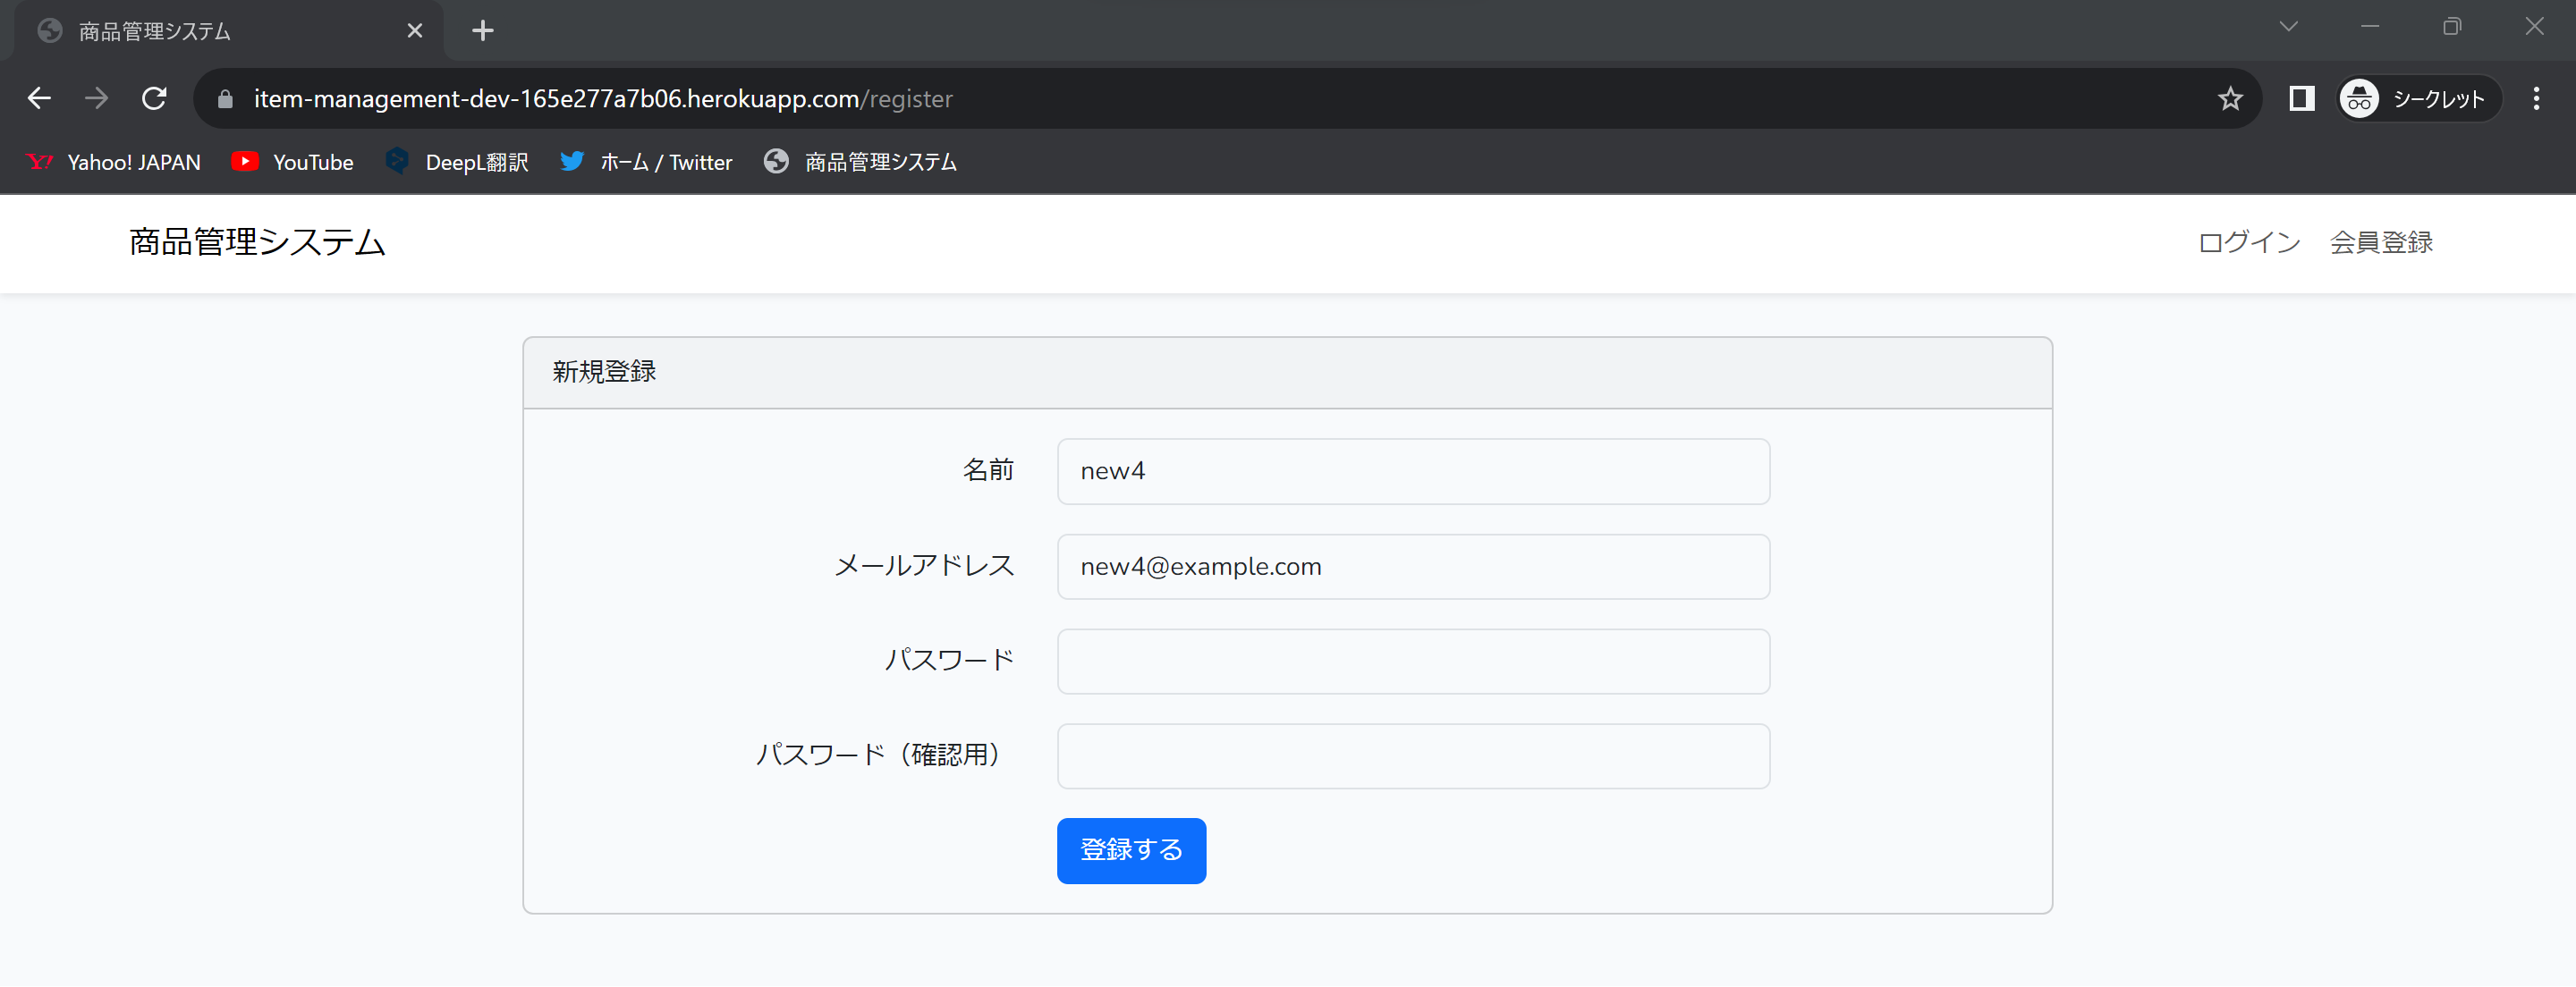 商品管理システム
item-management-dev-165e277a7b06.herokuapp.com/register
シークレット
Yahoo! JAPAN
YouTube
DeepL翻訳
ホーム / Twitter
商品管理システム
商品管理システム
ログイン
会員登録
新規登録
名前
new4
メールアドレス
new4@example.com
パスワード
パスワード（確認用）
登録する